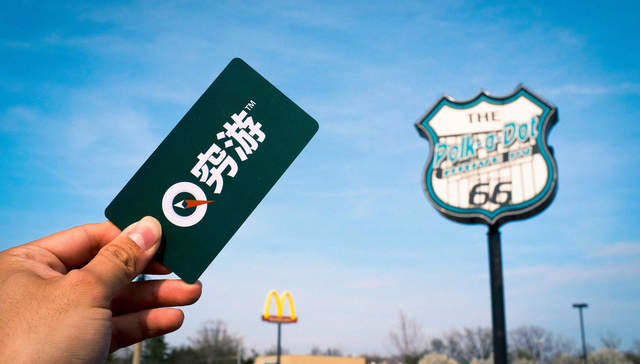 穷游™
THE
Polk-a-Dot
66